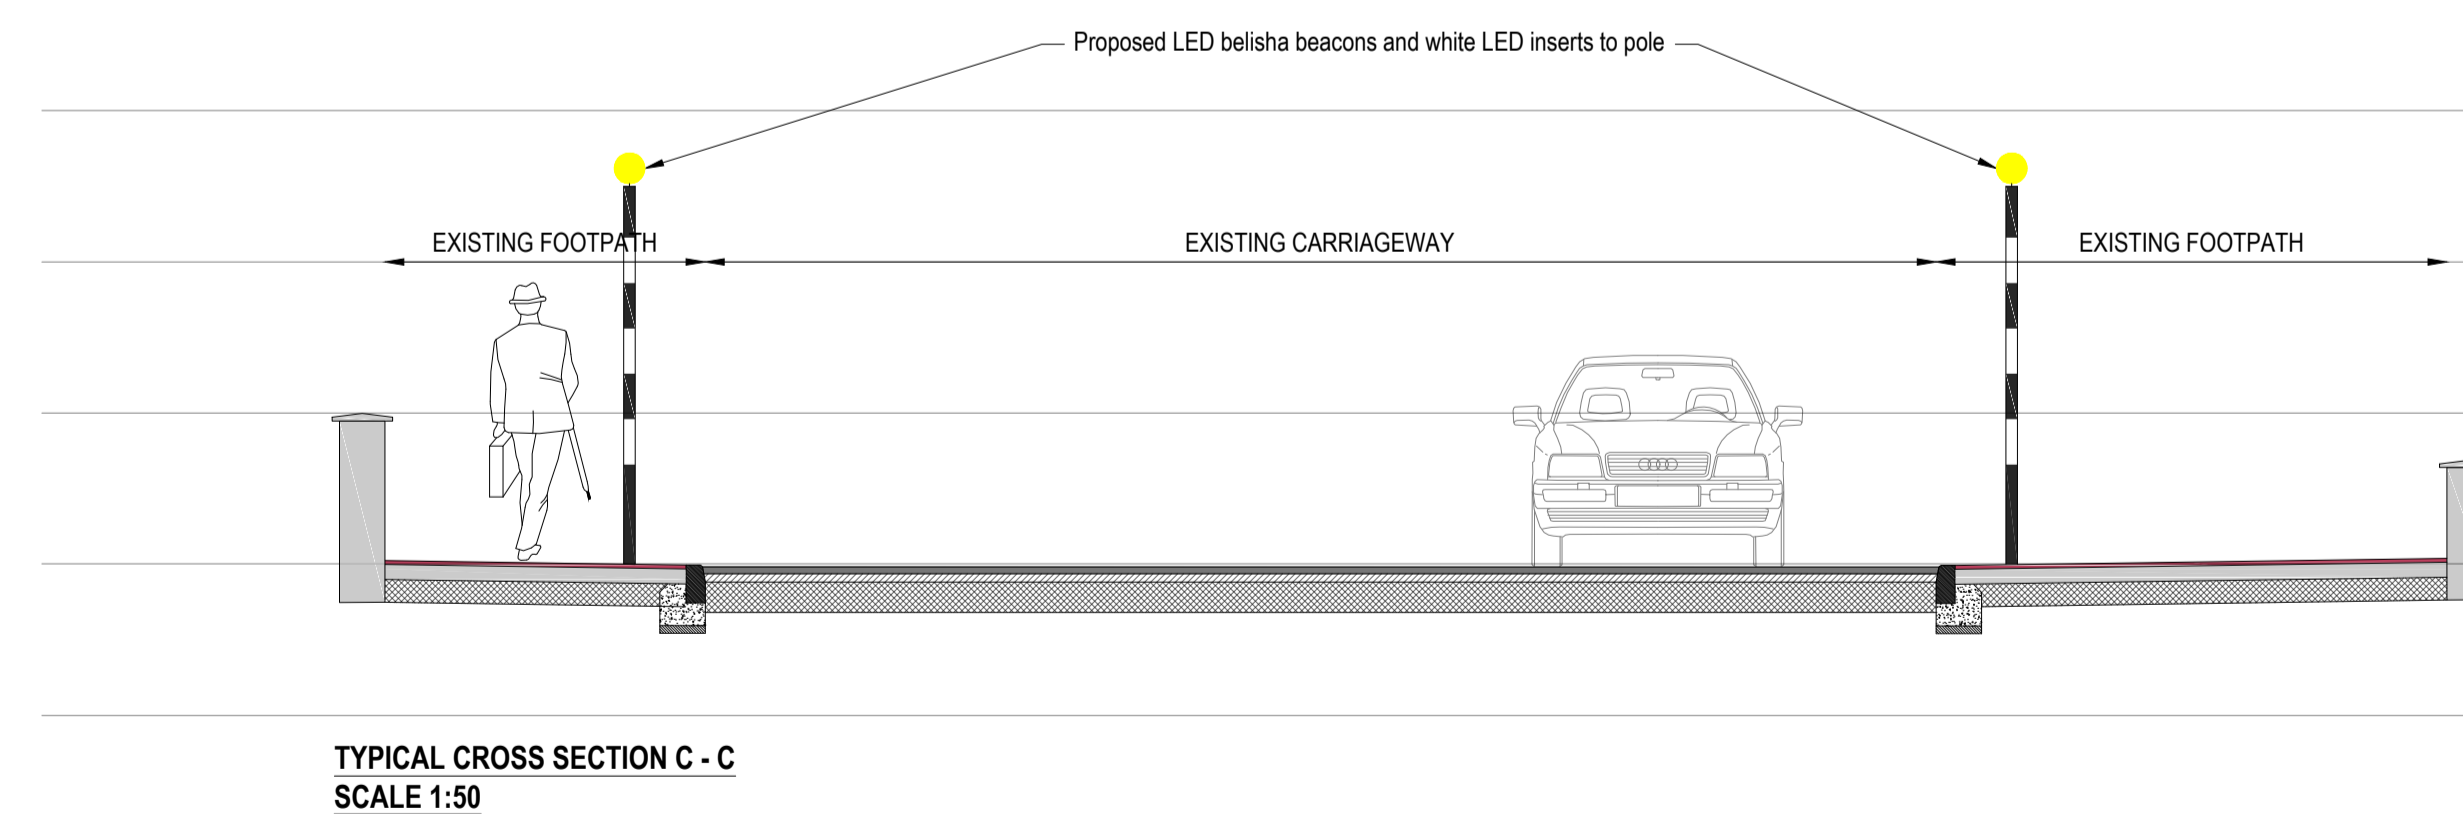 Proposed LED belisha beacons and white LED inserts to pole
EXISTING FOOTPATH
EXISTING CARRIAGEWAY
EXISTING FOOTPATH
TYPICAL CROSS SECTION C - C
SCALE 1:50